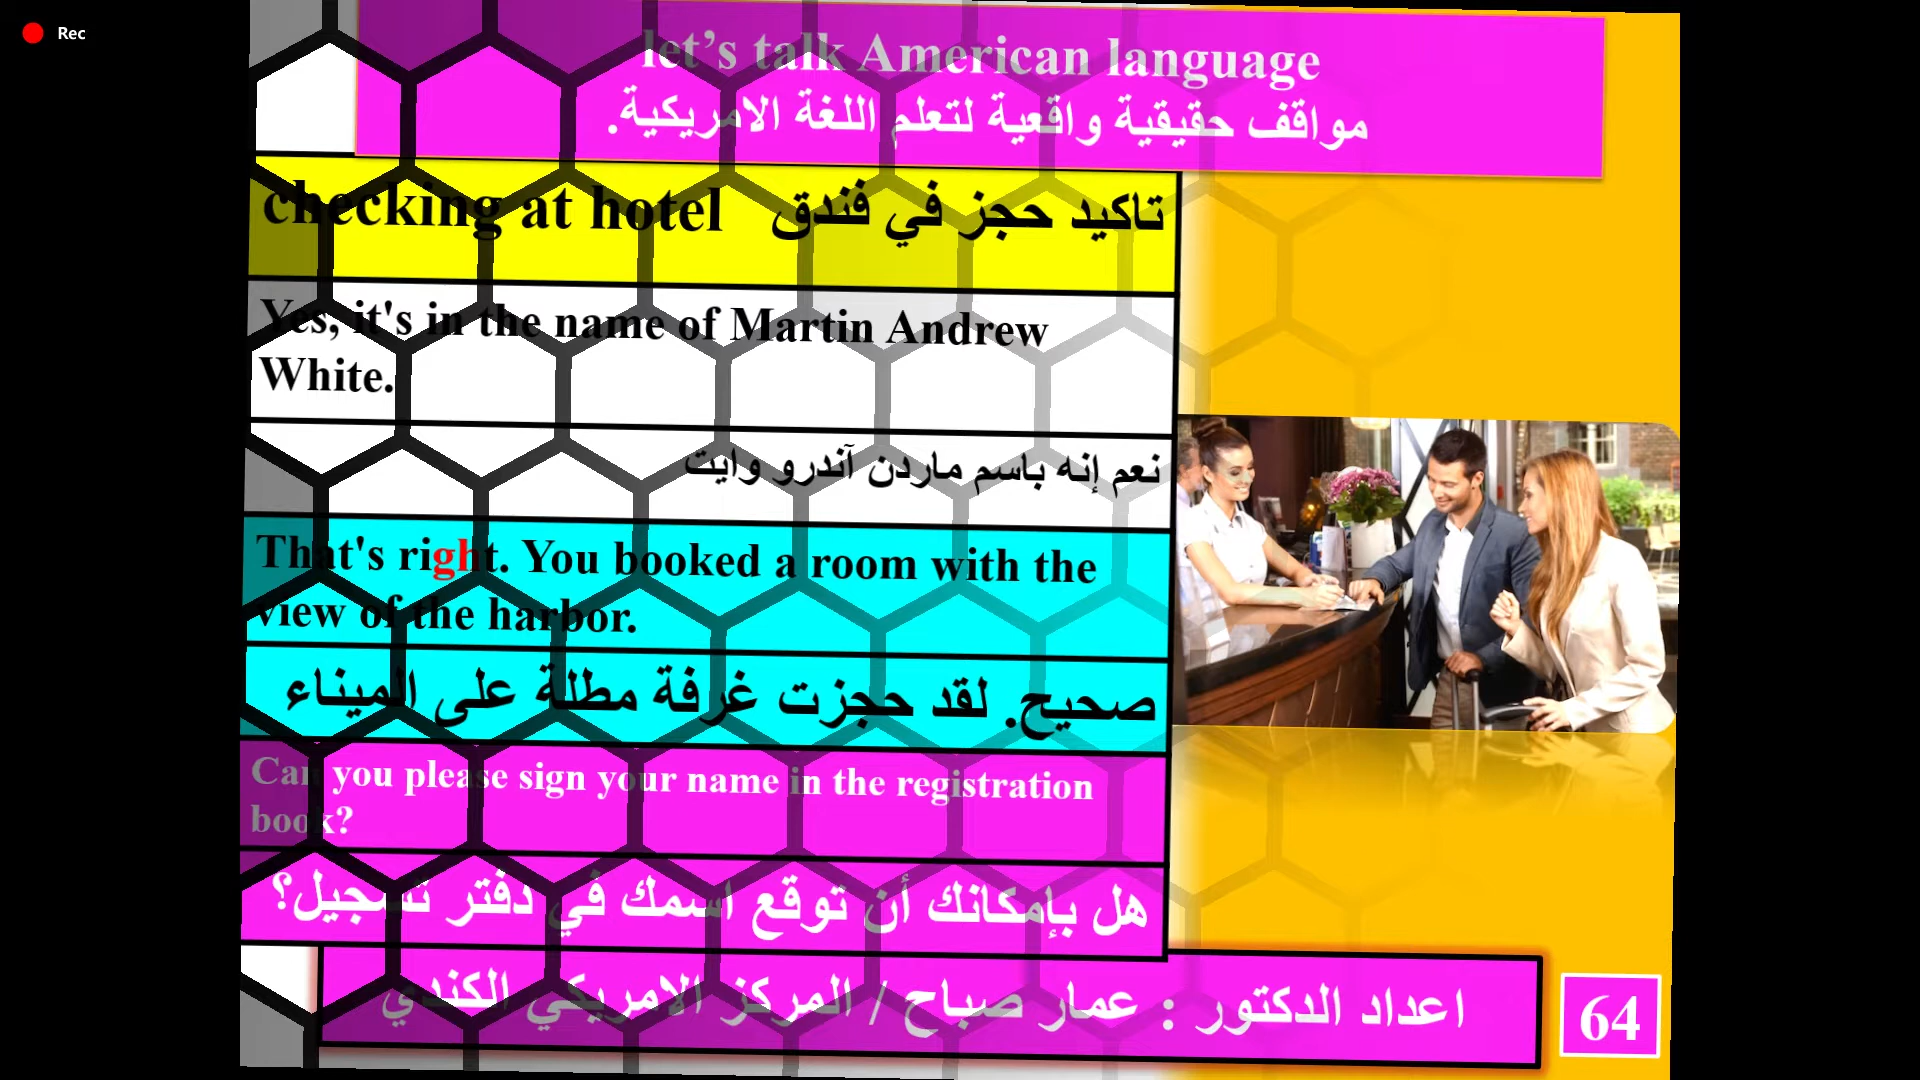 Rec
let’s talk American language
مواقف حقيقية واقعية لتعلم اللغة الامريكية.
checking at hotel تاكيد حجز في فندق
Yes, it's in the name of Martin Andrew
White.
نعم إنه باسم ماردن آندرو وايت
That's right. You booked a room with the
view of the harbor.
صحيح. لقد حجزت غرفة مطلة على الميناء
Can you please sign your name in the registration
book?
هل بإمكانك أن توقع اسمك في دفتر تسجيل؟
اعداد الدكتور : عمار صباح / المركز الامريكي الكندي
64